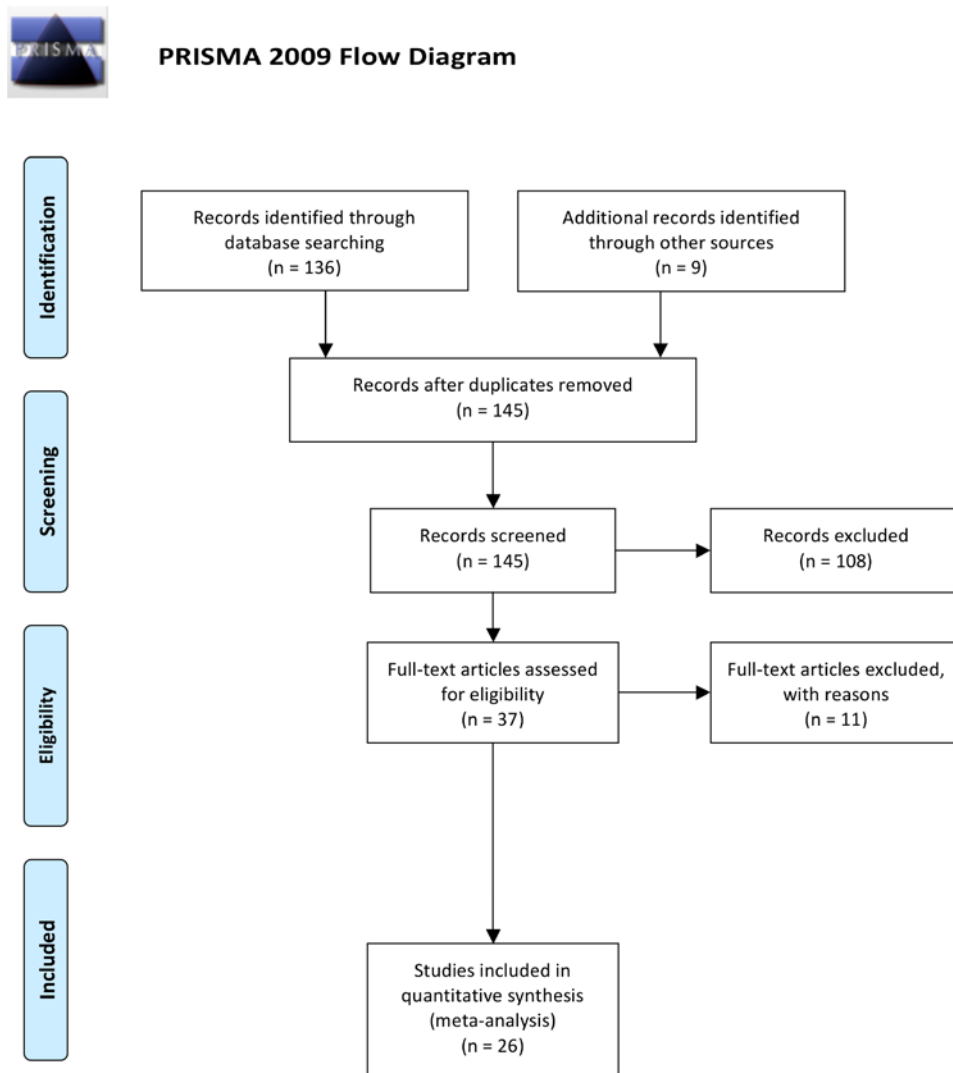 PRISMA
PRISMA 2009 Flow Diagram
Identification
Records identified through
database searching
(n = 136)
Additional records identified
through other sources
(n = 9)
Records after duplicates removed
(n = 145)
Screening
Records screened
(n = 145)
Records excluded
(n = 108)
Eligibility
Full-text articles assessed
for eligibility
(n = 37)
Full-text articles excluded,
with reasons
(n = 11)
Included
Studies included in
quantitative synthesis
(meta-analysis)
(n = 26)